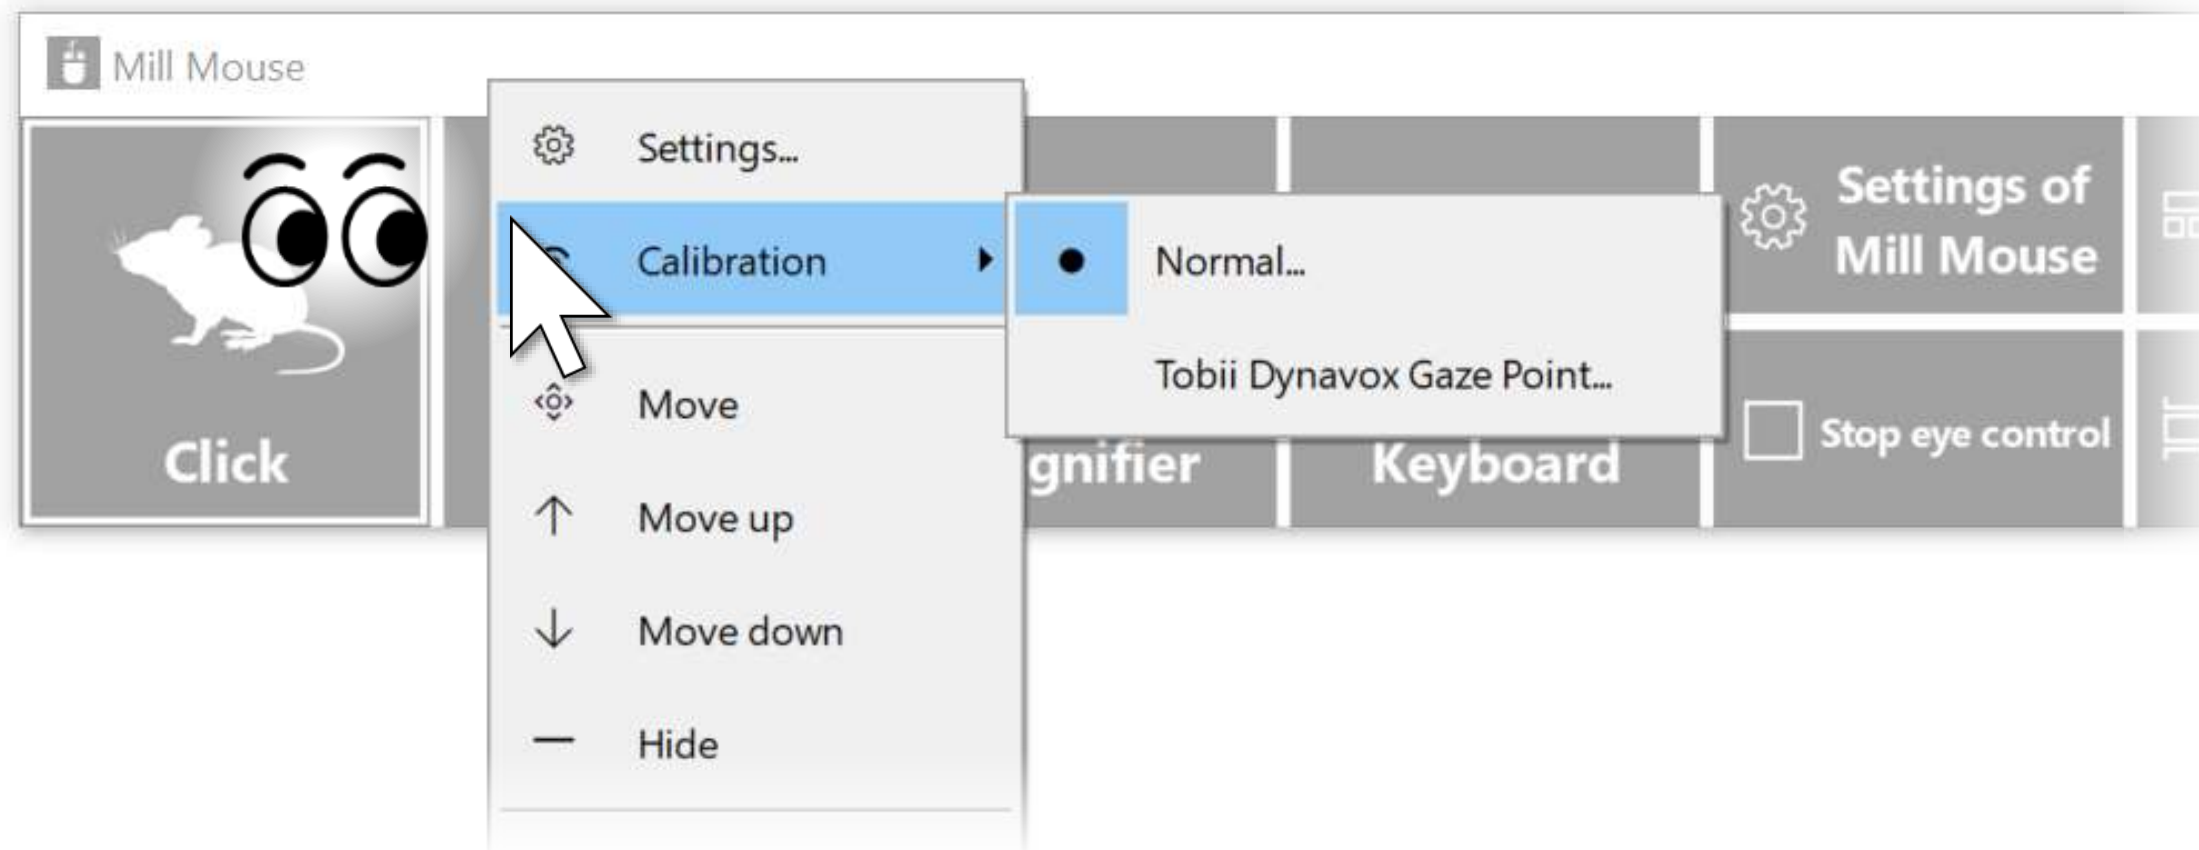 Mill Mouse
Settings...
Calibration
Move
Move up
Move down
Hide
Normal...
Tobii Dynavox Gaze Point...
Click
gnifier
Keyboard
Settings of
Mill Mouse
Stop eye control